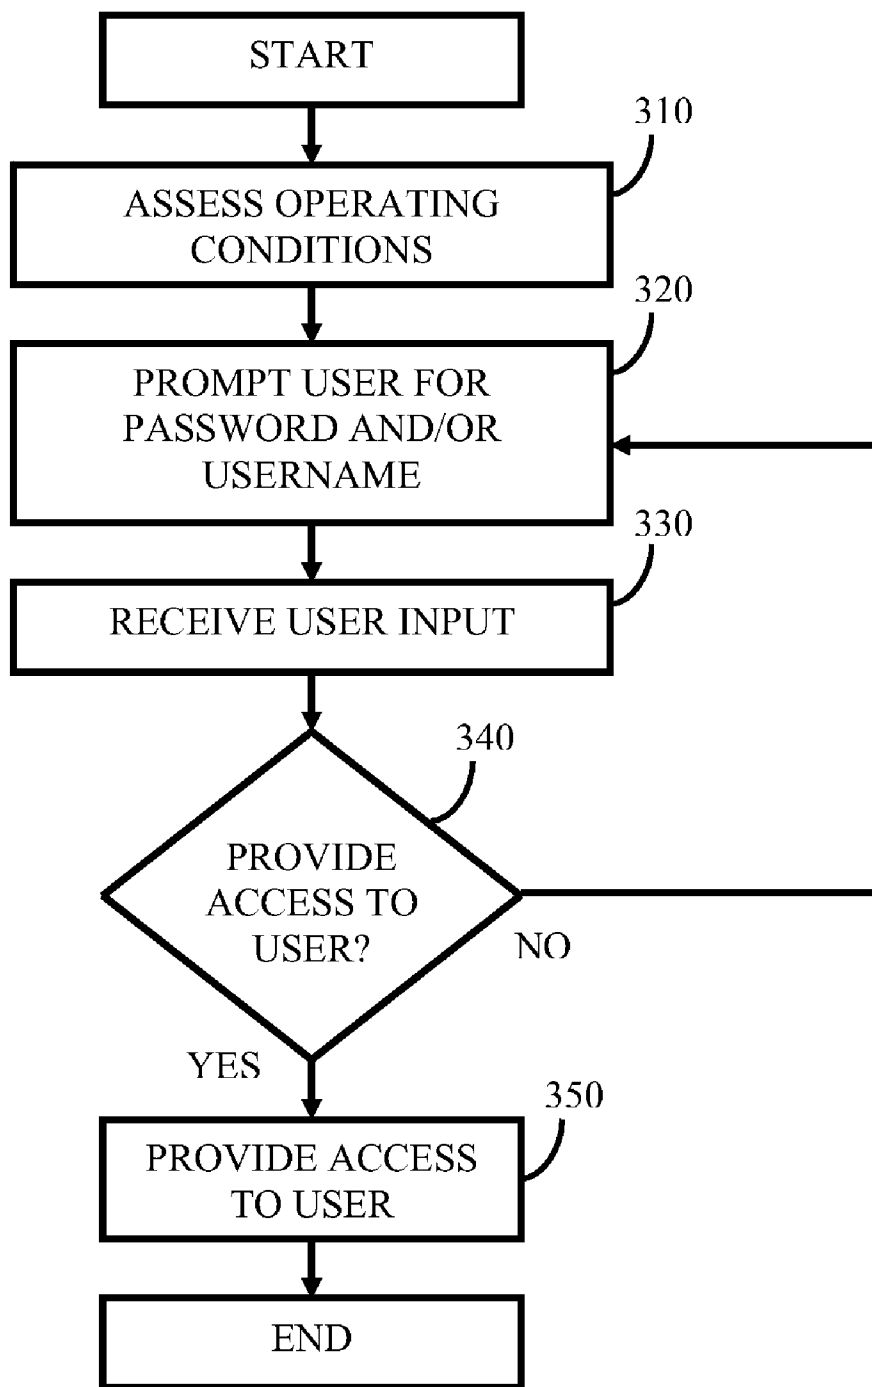 START
310
ASSESS OPERATING
CONDITIONS
320
PROMPT USER FOR
PASSWORD AND/OR
USERNAME
330
RECEIVE USER INPUT
340
PROVIDE
ACCESS TO
USER?
NO
YES
350
PROVIDE ACCESS
TO USER
END